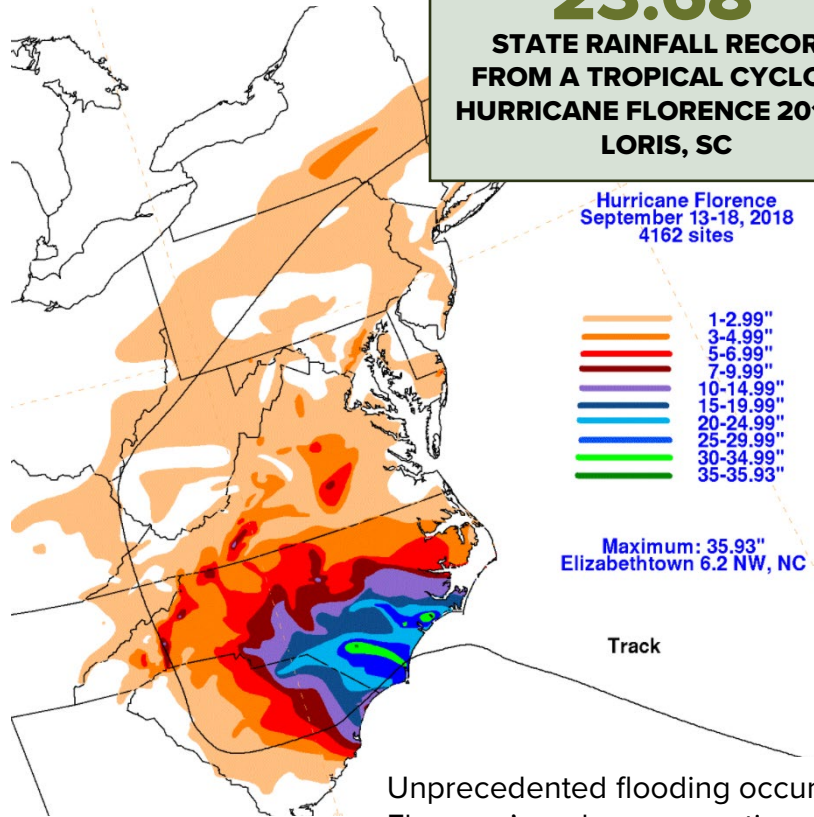 23.68
STATE RAINFALL RECOR
FROM A TROPICAL CYCLO
HURRICANE FLORENCE 201
LORIS, SC
Hurricane Florence
September 13-18, 2018
4162 sites
1-2.99"
3-4.99"
5-6.99"
7-9.99"
10-14.99"
15-19.99"
20-24.99"
25-29.99"
30-34.99"
35-35.93"
Maximum: 35.93"
Elizabethtown 6.2 NW, NC
Track
Unprecedented flooding occur